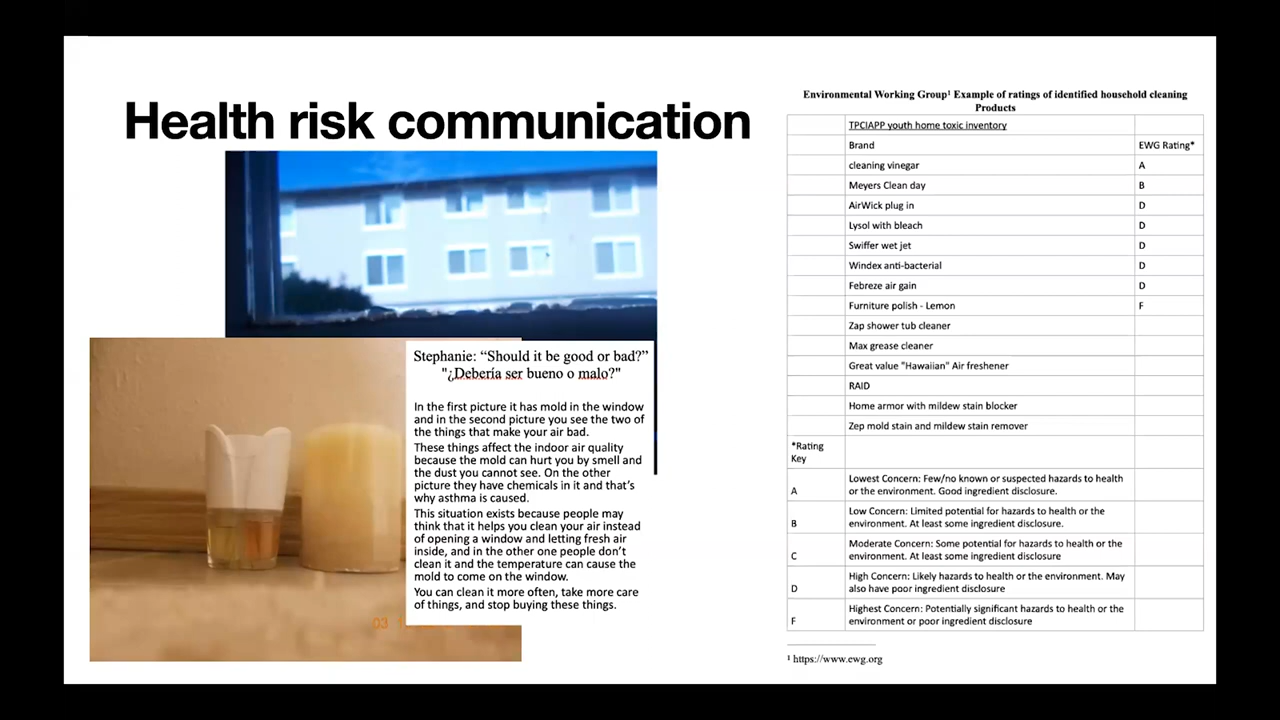 Health risk communication
Stephanie: “Should it be good or bad?”
"¿Debería ser bueno o malo?"
In the first picture it has mold in the window
and in the second picture you see the two of
the things that make your air bad.
These things affect the indoor air quality
because the mold can hurt you by smell and
the dust you cannot see. On the other
picture they have chemicals in it and that’s
why asthma is caused.
This situation exists because people may
think that it helps you clean your air instead
of opening a window and letting fresh air
inside, and in the other one people don’t
clean it and the temperature can cause the
mold to come on the window.
You can clean it more often, take more care
of things, and stop buying these things.
03
Environmental Working Group¹ Example of ratings of identified household cleaning
Products
TPCIAPP youth home toxic inventory
Brand EWG Rating*
cleaning vinegar A
Meyers Clean day B
AirWick plug in D
Lysol with bleach D
Swiffer wet jet D
Windex anti-bacterial D
Febreze air gain D
Furniture polish - Lemon F
Zap shower tub cleaner
Max grease cleaner
Great value "Hawaiian" Air freshener
RAID
Home armor with mildew stain blocker
Zep mold stain and mildew stain remover
*Rating
Key
Lowest Concern: Few/no known or suspected hazards to health
A or the environment. Good ingredient disclosure.
Low Concern: Limited potential for hazards to health or the
B environment. At least some ingredient disclosure.
Moderate Concern: Some potential for hazards to health or the
C environment. At least some ingredient disclosure
High Concern: Likely hazards to health or the environment. May
D also have poor ingredient disclosure
Highest Concern: Potentially significant hazards to health or the
F environment or poor ingredient disclosure
¹ https://www.ewg.org